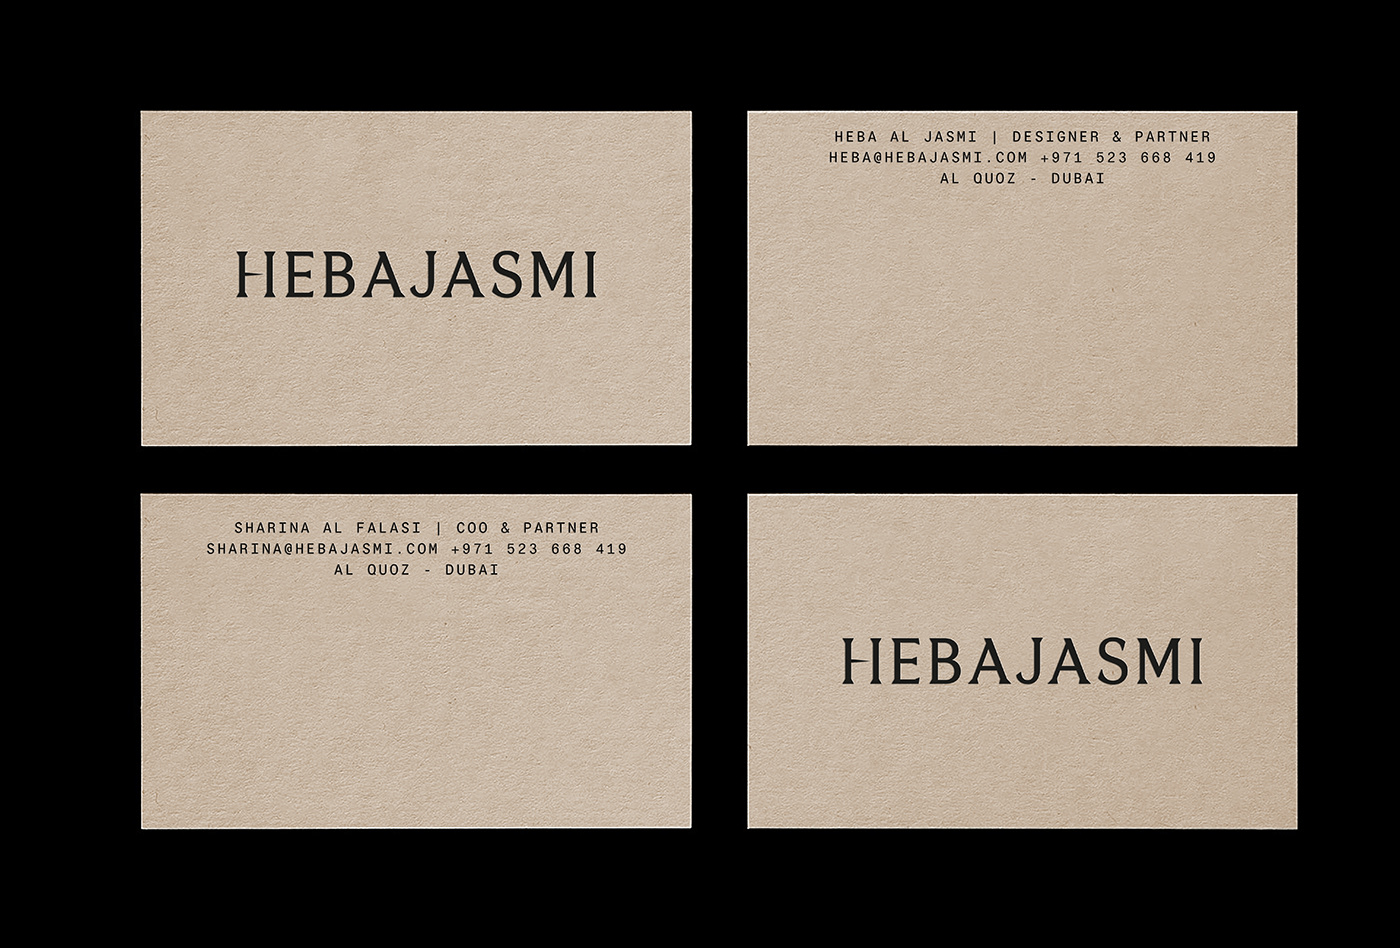 HEBAJASMI
HEBA AL JASMI | DESIGNER & PARTNER
HEBA@HEBAJASMI.COM +971 523 668 419
AL QUOZ - DUBAI
SHARINA AL FALASI | COO & PARTNER
SHARINA@HEBAJASMI.COM +971 523 668 419
AL QUOZ - DUBAI
HEBAJASMI